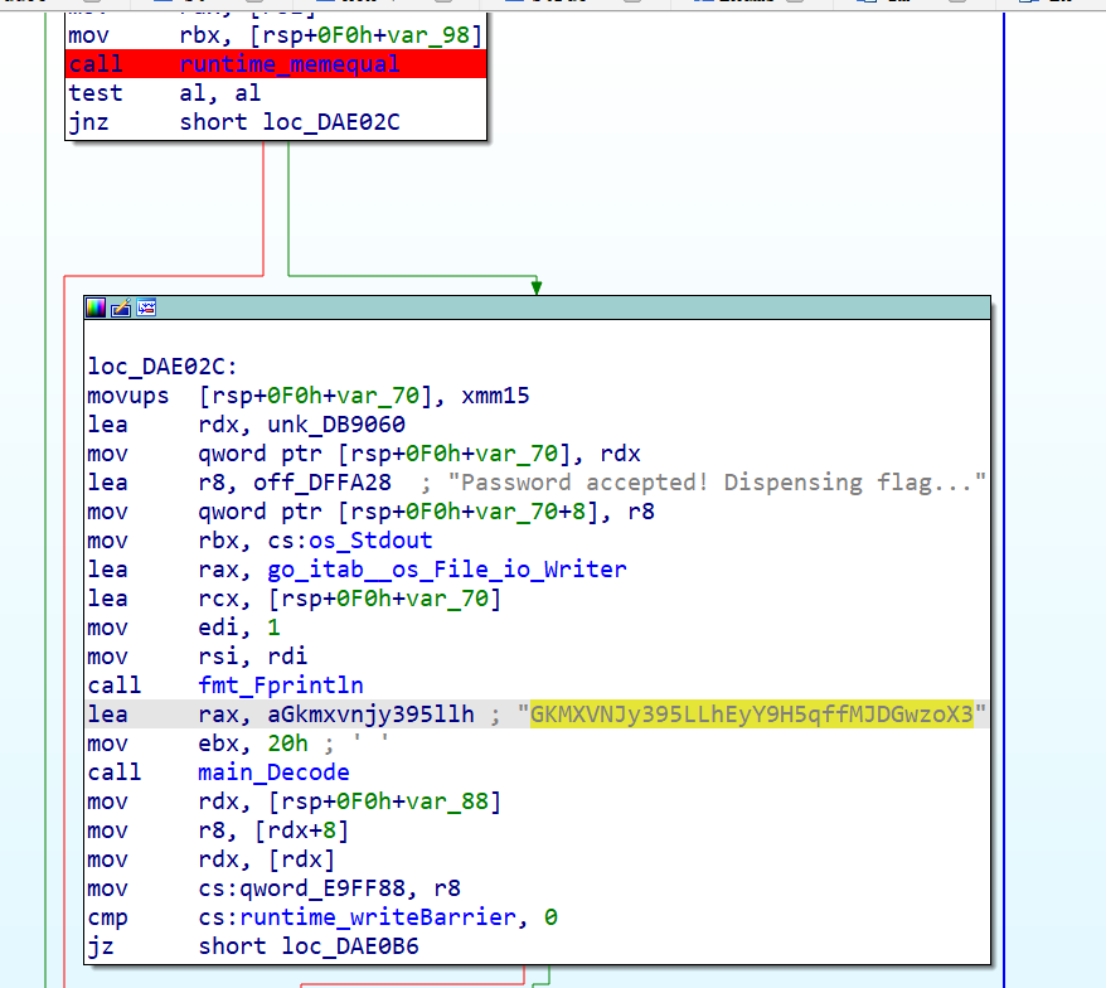 mov rbx, [rsp+0F0h+var_98]
call runtime_memequal
test al, al
jnz short loc_DAE02C
loc_DAE02C:
movups [rsp+0F0h+var_70], xmm15
lea rdx, unk_DB9060
mov qword ptr [rsp+0F0h+var_70], rdx
lea r8, off_DFFA28 ; "Password accepted! Dispensing flag..."
mov qword ptr [rsp+0F0h+var_70+8], r8
mov rbx, cs:os_Stdout
lea rax, go_itab__os_File_io_Writer
lea rcx, [rsp+0F0h+var_70]
mov edi, 1
mov rsi, rdi
call fmt_Fprintln
lea rax, aGkmxvnjy395llh ; "GKMXVNJy395LLhEyY9H5qffMJDGwzoX3"
mov ebx, 20h ; ' '
call main_Decode
mov rdx, [rsp+0F0h+var_88]
mov r8, [rdx+8]
mov rdx, [rdx]
mov cs:qword_E9FF88, r8
cmp cs:runtime_writeBarrier, 0
jz short loc_DAE0B6